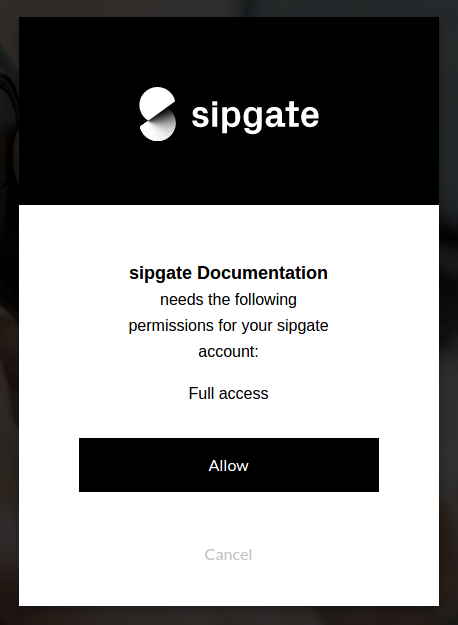 sipgate
sipgate Documentation
needs the following
permissions for your sipgate
account:
Full access
Allow
Cancel